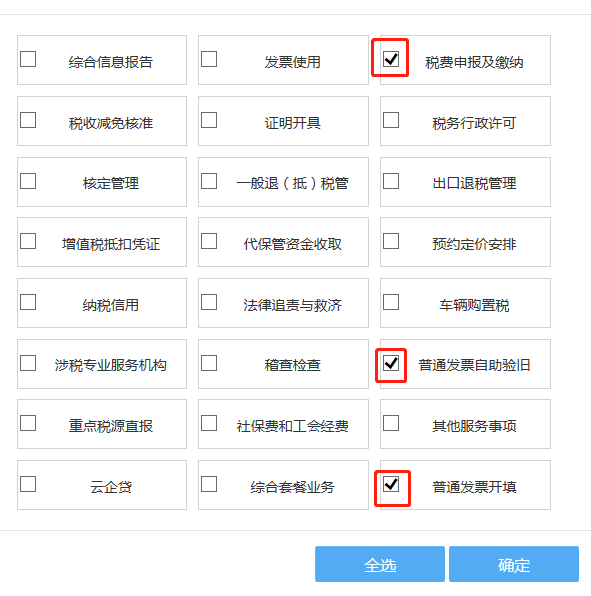 综合信息报告 发票使用 税费申报及缴纳
税收减免核准 证明开具 税务行政许可
核定管理 一般退（抵）税管 出口退税管理
增值税抵扣凭证 代保管资金收取 预约定价安排
纳税信用 法律追责与救济 车辆购置税
涉税专业服务机构 稽查检查 普通发票自助验旧
重点税源直报 社保费和工会经费 其他服务事项
云企贷 综合套餐业务 普通发票开填
全选 确定